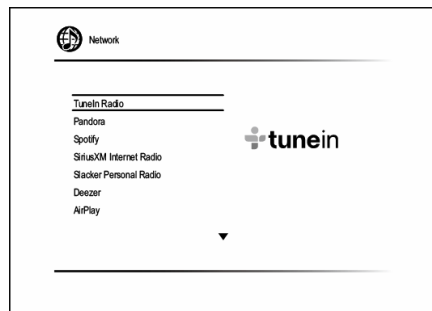 Network
TuneIn Radio
Pandora
Spotify
SiriusXM Internet Radio
Slacker Personal Radio
Deezer
AirPlay
tunein